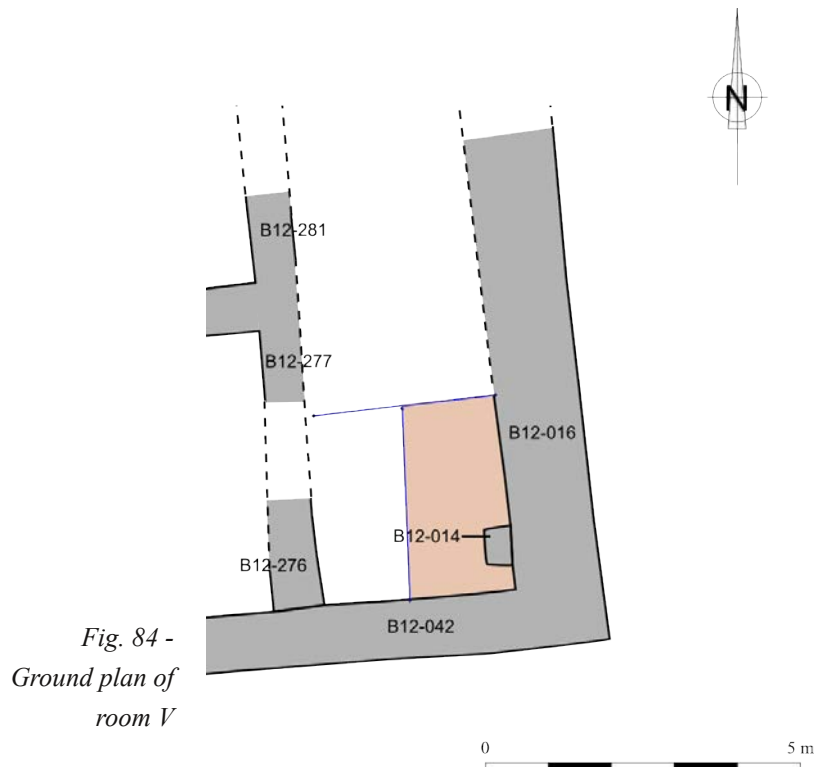 N
B12-281
B12-277
B12-016
B12-014
B12-276
B12-042
Fig. 84 -
Ground plan of
room V
0 5 m